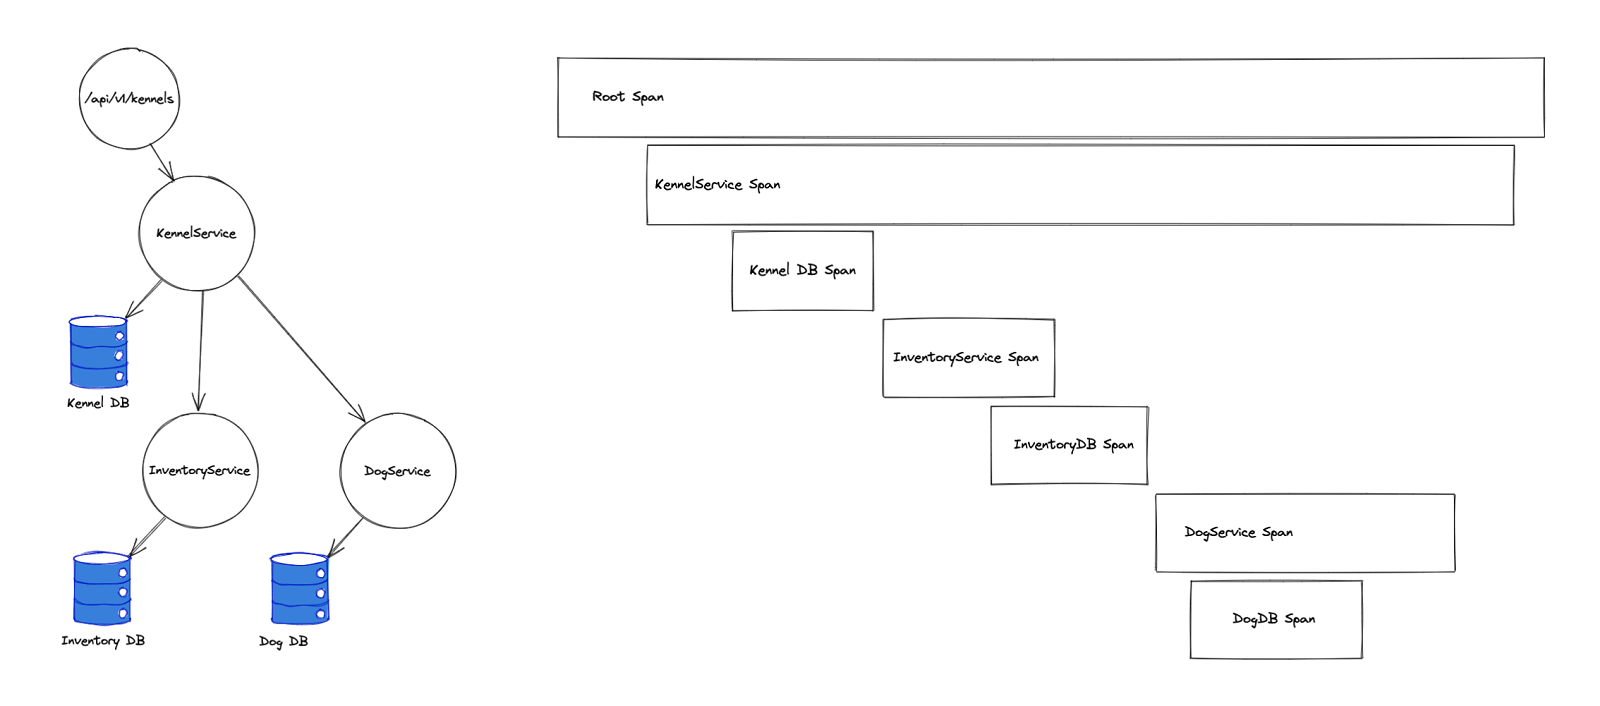 /api/v1/kennels
KennelService
Kennel DB
InventoryService
DogService
Inventory DB
Dog DB
Root Span
KennelService Span
Kennel DB Span
InventoryService Span
InventoryDB Span
DogService Span
DogDB Span